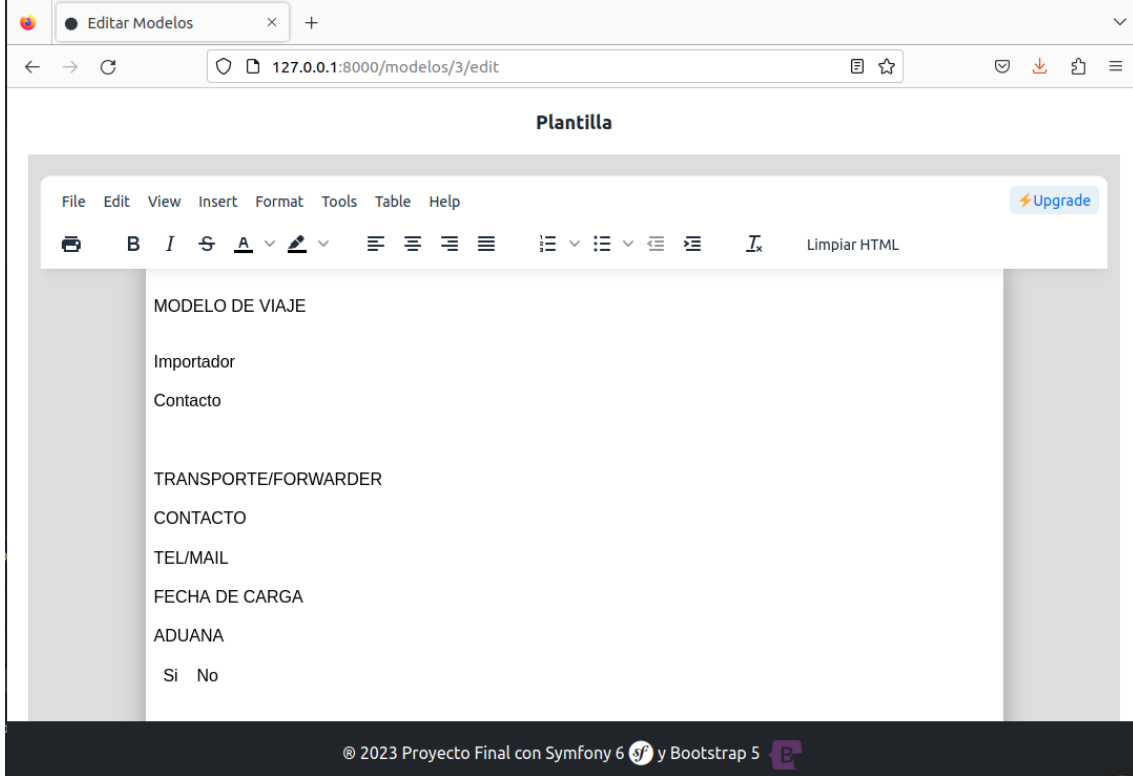 Editar Modelos
127.0.0.1:8000/modelos/3/edit
Plantilla
File Edit View Insert Format Tools Table Help ⚡Upgrade
B I S A Limpiar HTML
MODELO DE VIAJE
Importador
Contacto
TRANSPORTE/FORWARDER
CONTACTO
TEL/MAIL
FECHA DE CARGA
ADUANA
Si No
® 2023 Proyecto Final con Symfony 6 sf y Bootstrap 5 B